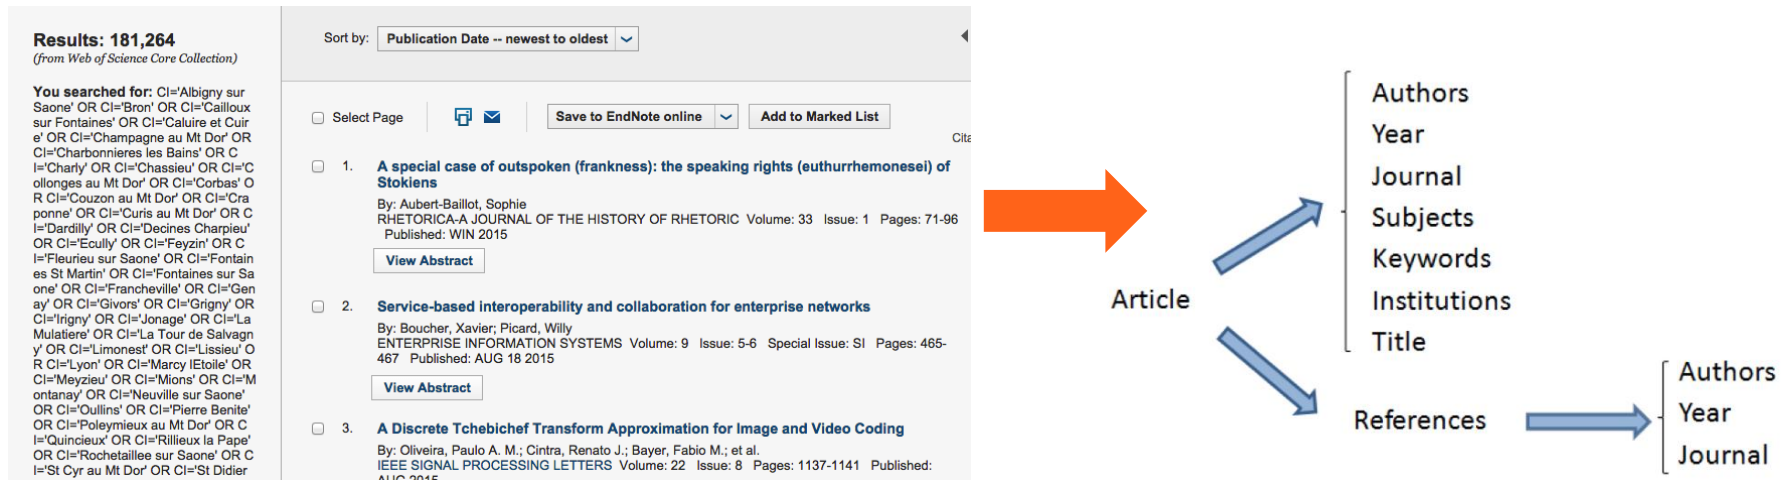 Results: 181,264
(from Web of Science Core Collection)
You searched for: CI='Albigny sur
Saone' OR CI='Bron' OR CI='Cailloux
sur Fontaines' OR CI='Caluire et Cuir
e' OR CI='Champagne au Mt Dor' OR
CI='Charbonnieres les Bains' OR C
I='Charly' OR CI='Chassieu' OR CI='C
ollonges au Mt Dor' OR CI='Corbas' O
R CI='Couzon au Mt Dor' OR CI='Cra
ponne' OR CI='Curis au Mt Dor' OR C
I='Dardilly' OR CI='Decines Charpieu'
OR CI='Ecully' OR CI='Feyzin' OR C
I='Fleurieu sur Saone' OR CI='Fontain
es St Martin' OR CI='Fontaines sur Sa
one' OR CI='Francheville' OR CI='Gen
ay' OR CI='Givors' OR CI='Grigny' OR
CI='Irigny' OR CI='Jonage' OR CI='La
Mulatiere' OR CI='La Tour de Salvagn
y' OR CI='Limonest' OR CI='Lissieu' O
R CI='Lyon' OR CI='Marcy lEtoile' OR
CI='Meyzieu' OR CI='Mions' OR CI='M
ontanay' OR CI='Neuville sur Saone'
OR CI='Oullins' OR CI='Pierre Benite'
OR CI='Poleymieux au Mt Dor' OR C
I='Quincieux' OR CI='Rillieux la Pape'
OR CI='Rochetaillee sur Saone' OR C
I='St Cyr au Mt Dor' OR CI='St Didier
Sort by: Publication Date -- newest to oldest
Select Page Save to EndNote online Add to Marked List
Cita
1. A special case of outspoken (frankness): the speaking rights (euthurrhemonesei) of
Stokiens
By: Aubert-Baillot, Sophie
RHETORICA-A JOURNAL OF THE HISTORY OF RHETORIC Volume: 33 Issue: 1 Pages: 71-96
Published: WIN 2015
View Abstract
2. Service-based interoperability and collaboration for enterprise networks
By: Boucher, Xavier; Picard, Willy
ENTERPRISE INFORMATION SYSTEMS Volume: 9 Issue: 5-6 Special Issue: SI Pages: 465-
467 Published: AUG 18 2015
View Abstract
3. A Discrete Tchebichef Transform Approximation for Image and Video Coding
By: Oliveira, Paulo A. M.; Cintra, Renato J.; Bayer, Fabio M.; et al.
IEEE SIGNAL PROCESSING LETTERS Volume: 22 Issue: 8 Pages: 1137-1141 Published:
AUG 2015
Article
Authors
Year
Journal
Subjects
Keywords
Institutions
Title
References
Authors
Year
Journal